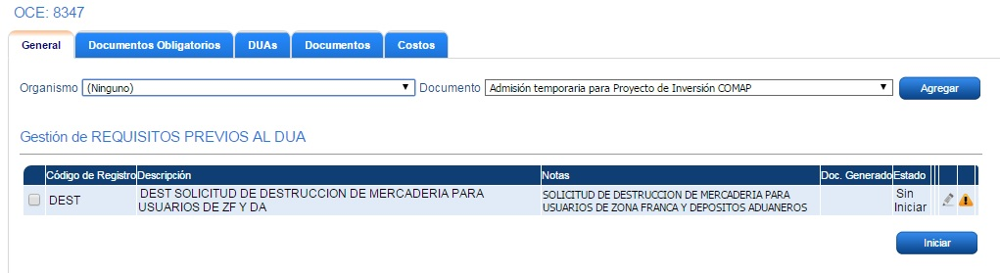 OCE: 8347
General Documentos Obligatorios DUAs Documentos Costos
Organismo (Ninguno) Documento Admisión temporaria para Proyecto de Inversión COMAP Agregar
Gestión de REQUISITOS PREVIOS AL DUA
Código de Registro Descripción Notas Doc. Generado Estado
DEST DEST SOLICITUD DE DESTRUCCION DE MERCADERIA PARA SOLICITUD DE DESTRUCCION DE MERCADERIA PARA Sin
USUARIOS DE ZF Y DA USUARIOS DE ZONA FRANCA Y DEPOSITOS ADUANEROS Iniciar
Iniciar